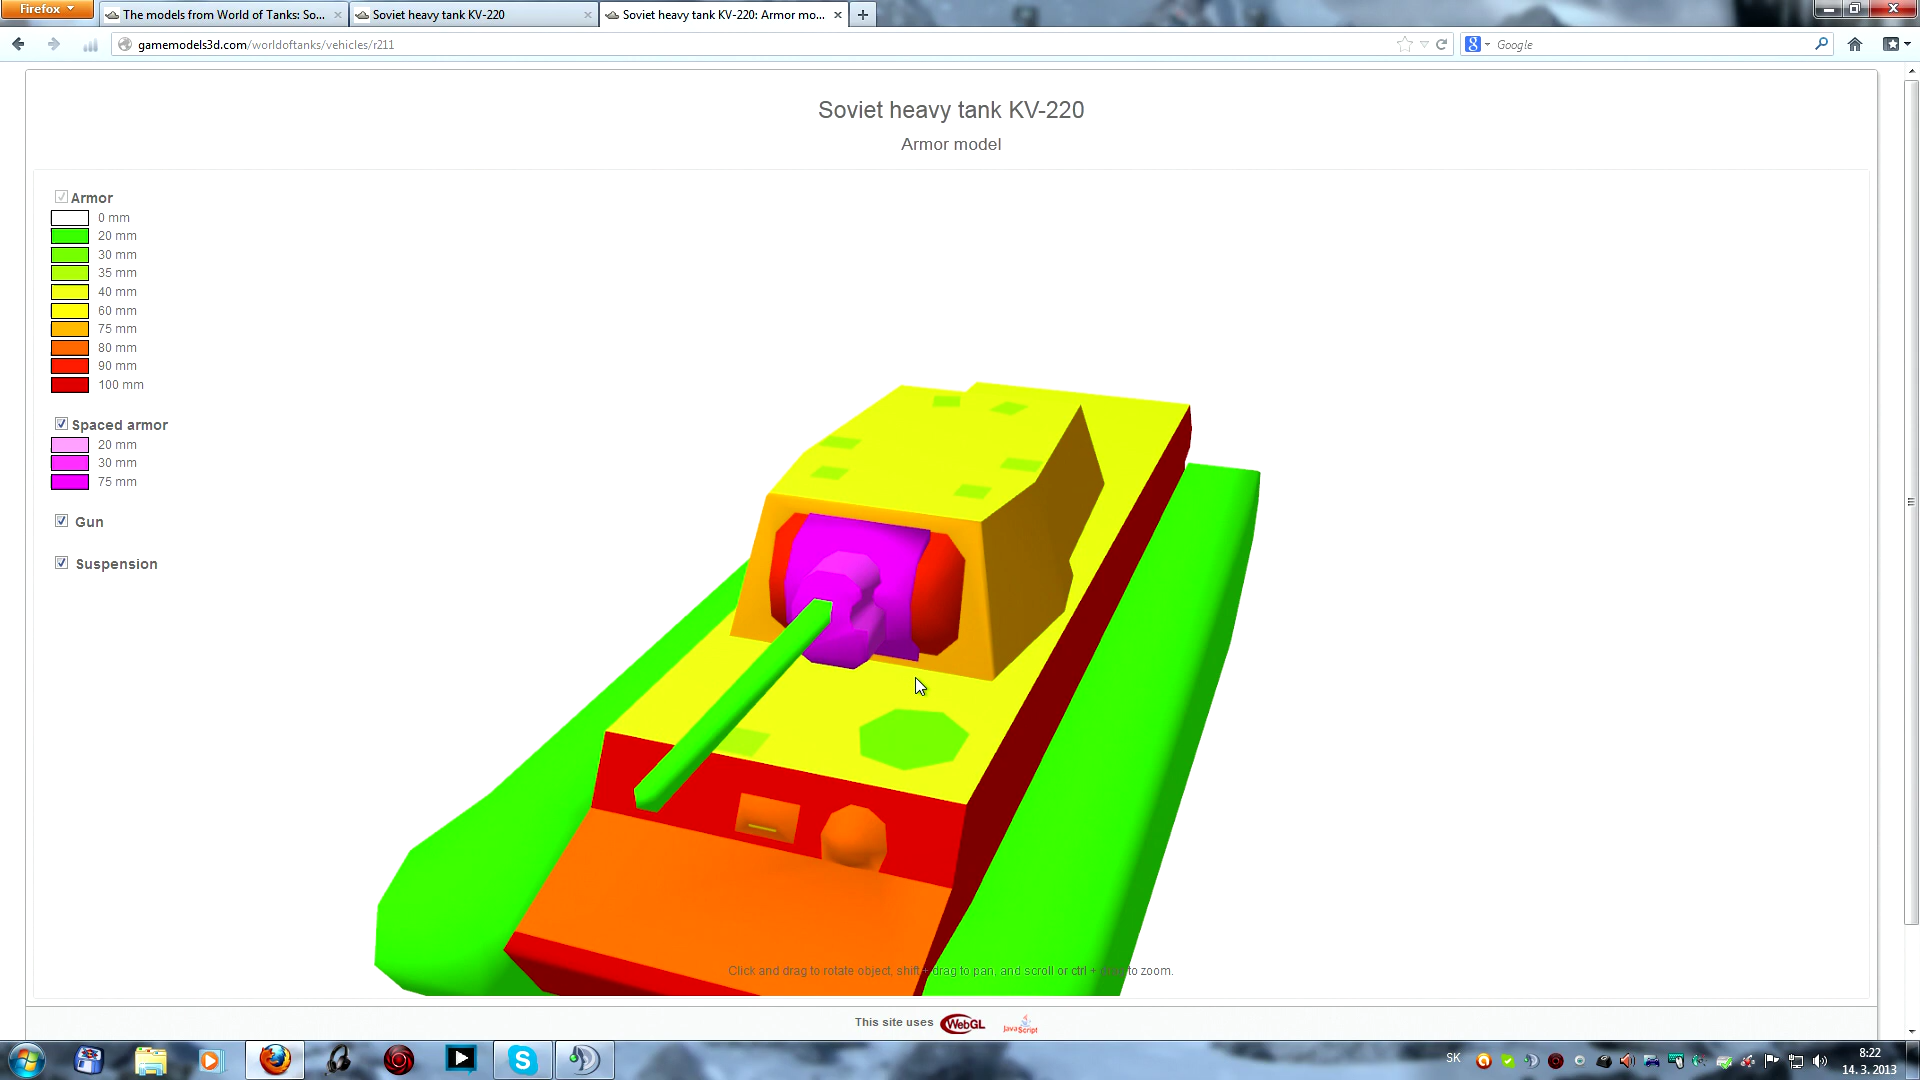 Firefox
The models from World of Tanks: So...
Soviet heavy tank KV-220
Soviet heavy tank KV-220: Armor mo...
gamemodels3d.com/worldoftanks/vehicles/r211
Google
Soviet heavy tank KV-220
Armor model
Armor
0 mm
20 mm
30 mm
35 mm
40 mm
60 mm
75 mm
80 mm
90 mm
100 mm
Spaced armor
20 mm
30 mm
75 mm
Gun
Suspension
Click and drag to rotate object, shift + drag to pan, and scroll or ctrl + drag to zoom.
This site uses WebGL JavaScript
SK
8:22
14. 3. 2013